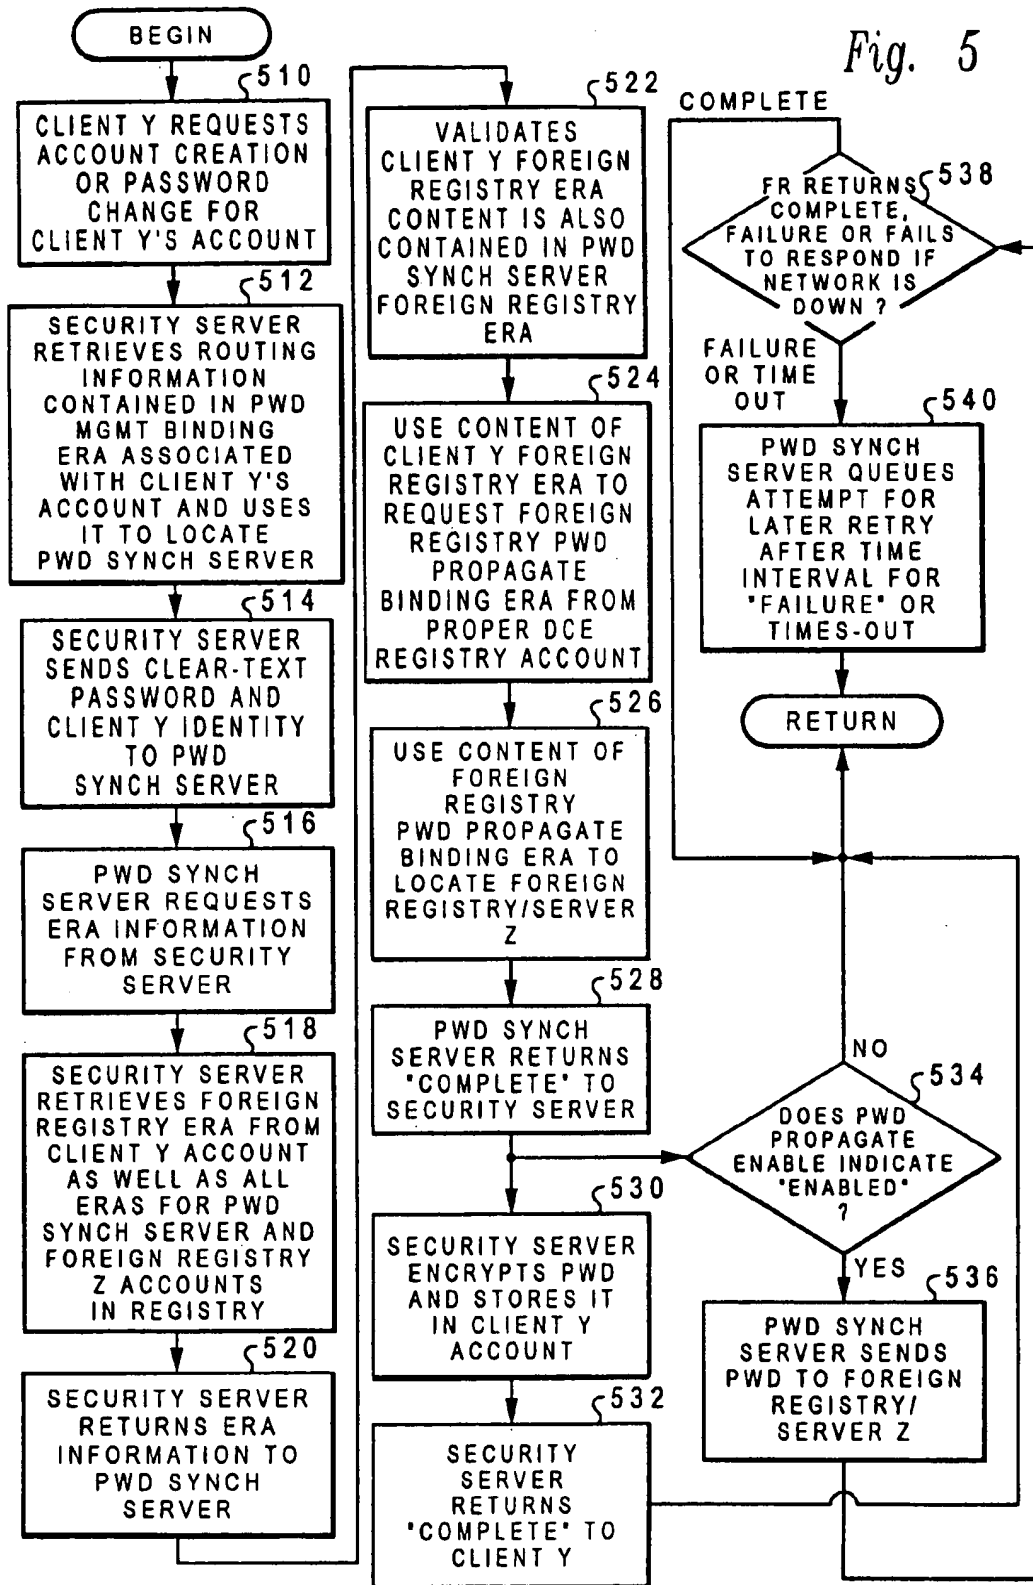 Fig. 5
BEGIN
510
CLIENT Y REQUESTS
ACCOUNT CREATION
OR PASSWORD
CHANGE FOR
CLIENT Y'S ACCOUNT
512
SECURITY SERVER
RETRIEVES ROUTING
INFORMATION
CONTAINED IN PWD
MGMT BINDING
ERA ASSOCIATED
WITH CLIENT Y'S
ACCOUNT AND USES
IT TO LOCATE
PWD SYNCH SERVER
514
SECURITY SERVER
SENDS CLEAR-TEXT
PASSWORD AND
CLIENT Y IDENTITY
TO PWD
SYNCH SERVER
516
PWD SYNCH
SERVER REQUESTS
ERA INFORMATION
FROM SECURITY
SERVER
518
SECURITY SERVER
RETRIEVES FOREIGN
REGISTRY ERA FROM
CLIENT Y ACCOUNT
AS WELL AS ALL
ERAS FOR PWD
SYNCH SERVER AND
FOREIGN REGISTRY
Z ACCOUNTS
IN REGISTRY
520
SECURITY SERVER
RETURNS ERA
INFORMATION TO
PWD SYNCH
SERVER
522
VALIDATES
CLIENT Y FOREIGN
REGISTRY ERA
CONTENT IS ALSO
CONTAINED IN PWD
SYNCH SERVER
FOREIGN REGISTRY
ERA
524
USE CONTENT OF
CLIENT Y FOREIGN
REGISTRY ERA TO
REQUEST FOREIGN
REGISTRY PWD
PROPAGATE
BINDING ERA FROM
PROPER DCE
REGISTRY ACCOUNT
526
USE CONTENT OF
FOREIGN
REGISTRY
PWD PROPAGATE
BINDING ERA TO
LOCATE FOREIGN
REGISTRY/SERVER
Z
528
PWD SYNCH
SERVER RETURNS
"COMPLETE" TO
SECURITY SERVER
530
SECURITY SERVER
ENCRYPTS PWD
AND STORES IT
IN CLIENT Y
ACCOUNT
532
SECURITY
SERVER
RETURNS
"COMPLETE" TO
CLIENT Y
COMPLETE
538
FR RETURNS
COMPLETE,
FAILURE OR FAILS
TO RESPOND IF
NETWORK IS
DOWN ?
FAILURE
OR TIME
OUT
540
PWD SYNCH
SERVER QUEUES
ATTEMPT FOR
LATER RETRY
AFTER TIME
INTERVAL FOR
"FAILURE" OR
TIMES-OUT
RETURN
NO
534
DOES PWD
PROPAGATE
ENABLE INDICATE
"ENABLED"
?
YES
536
PWD SYNCH
SERVER SENDS
PWD TO FOREIGN
REGISTRY/
SERVER Z